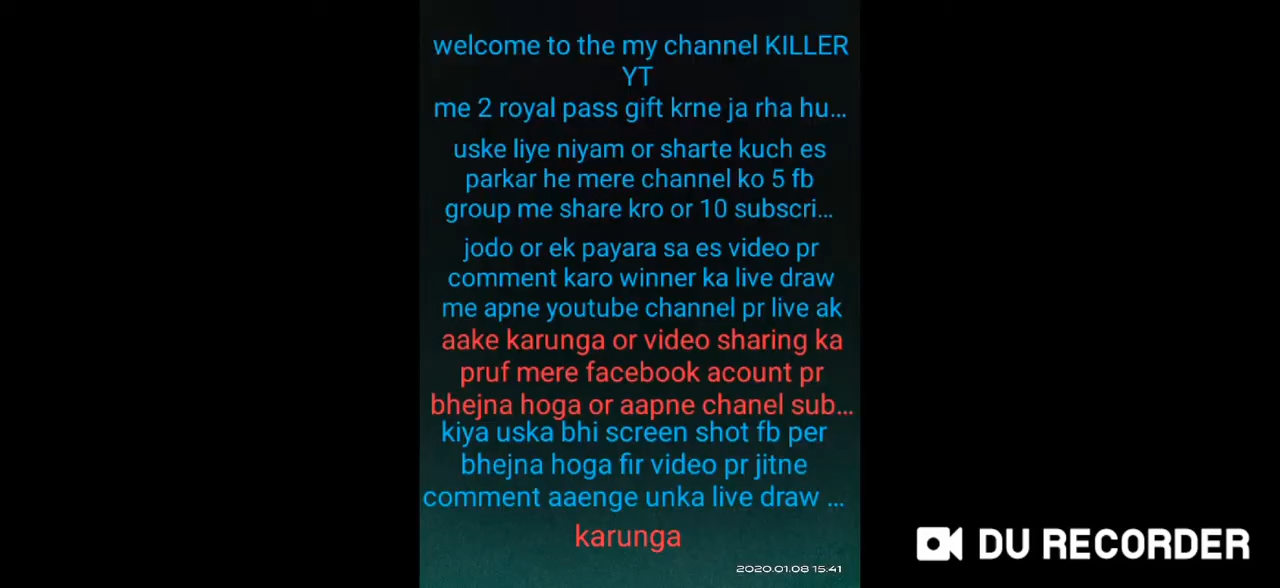 welcome to the my channel KILLER
YT
me 2 royal pass gift krne ja rha hu...
uske liye niyam or sharte kuch es
parkar he mere channel ko 5 fb
group me share kro or 10 subscri...
jodo or ek payara sa es video pr
comment karo winner ka live draw
me apne youtube channel pr live ak
aake karunga or video sharing ka
pruf mere facebook acount pr
bhejna hoga or aapne chanel sub...
kiya uska bhi screen shot fb per
bhejna hoga fir video pr jitne
comment aaenge unka live draw ...
karunga
2020.01.08 15:41
DU RECORDER